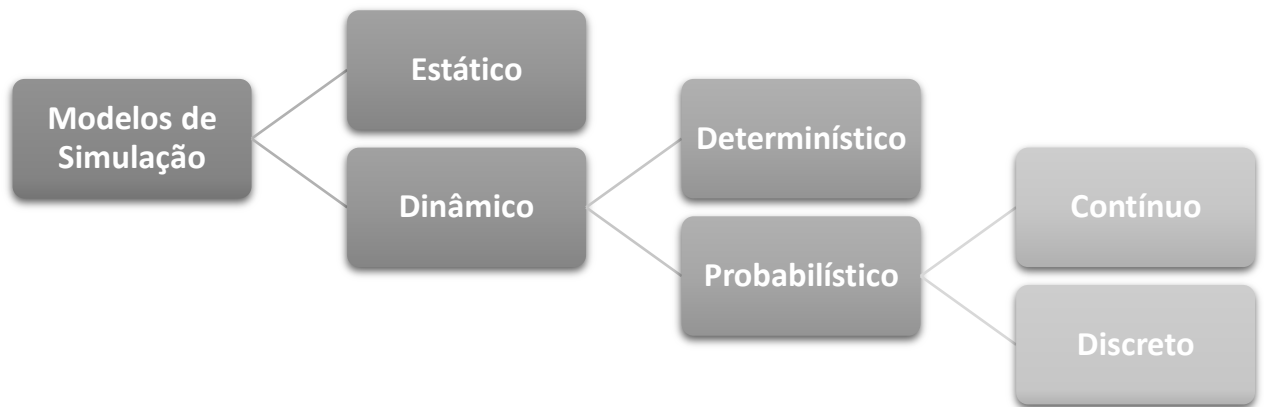 Modelos de
Simulação
Estático
Dinâmico
Determinístico
Probabilístico
Contínuo
Discreto